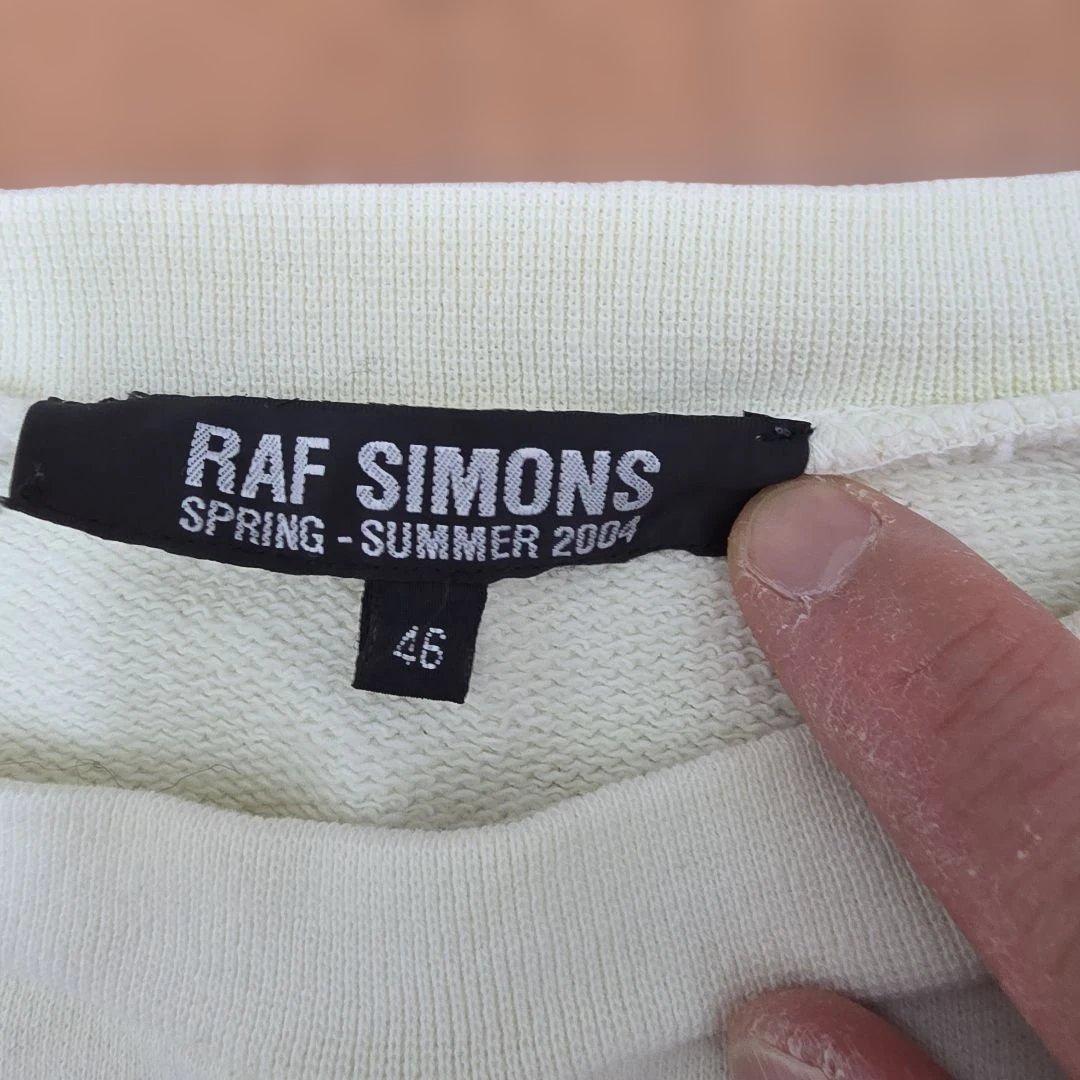 RAF SIMONS
SPRING - SUMMER 2004
46